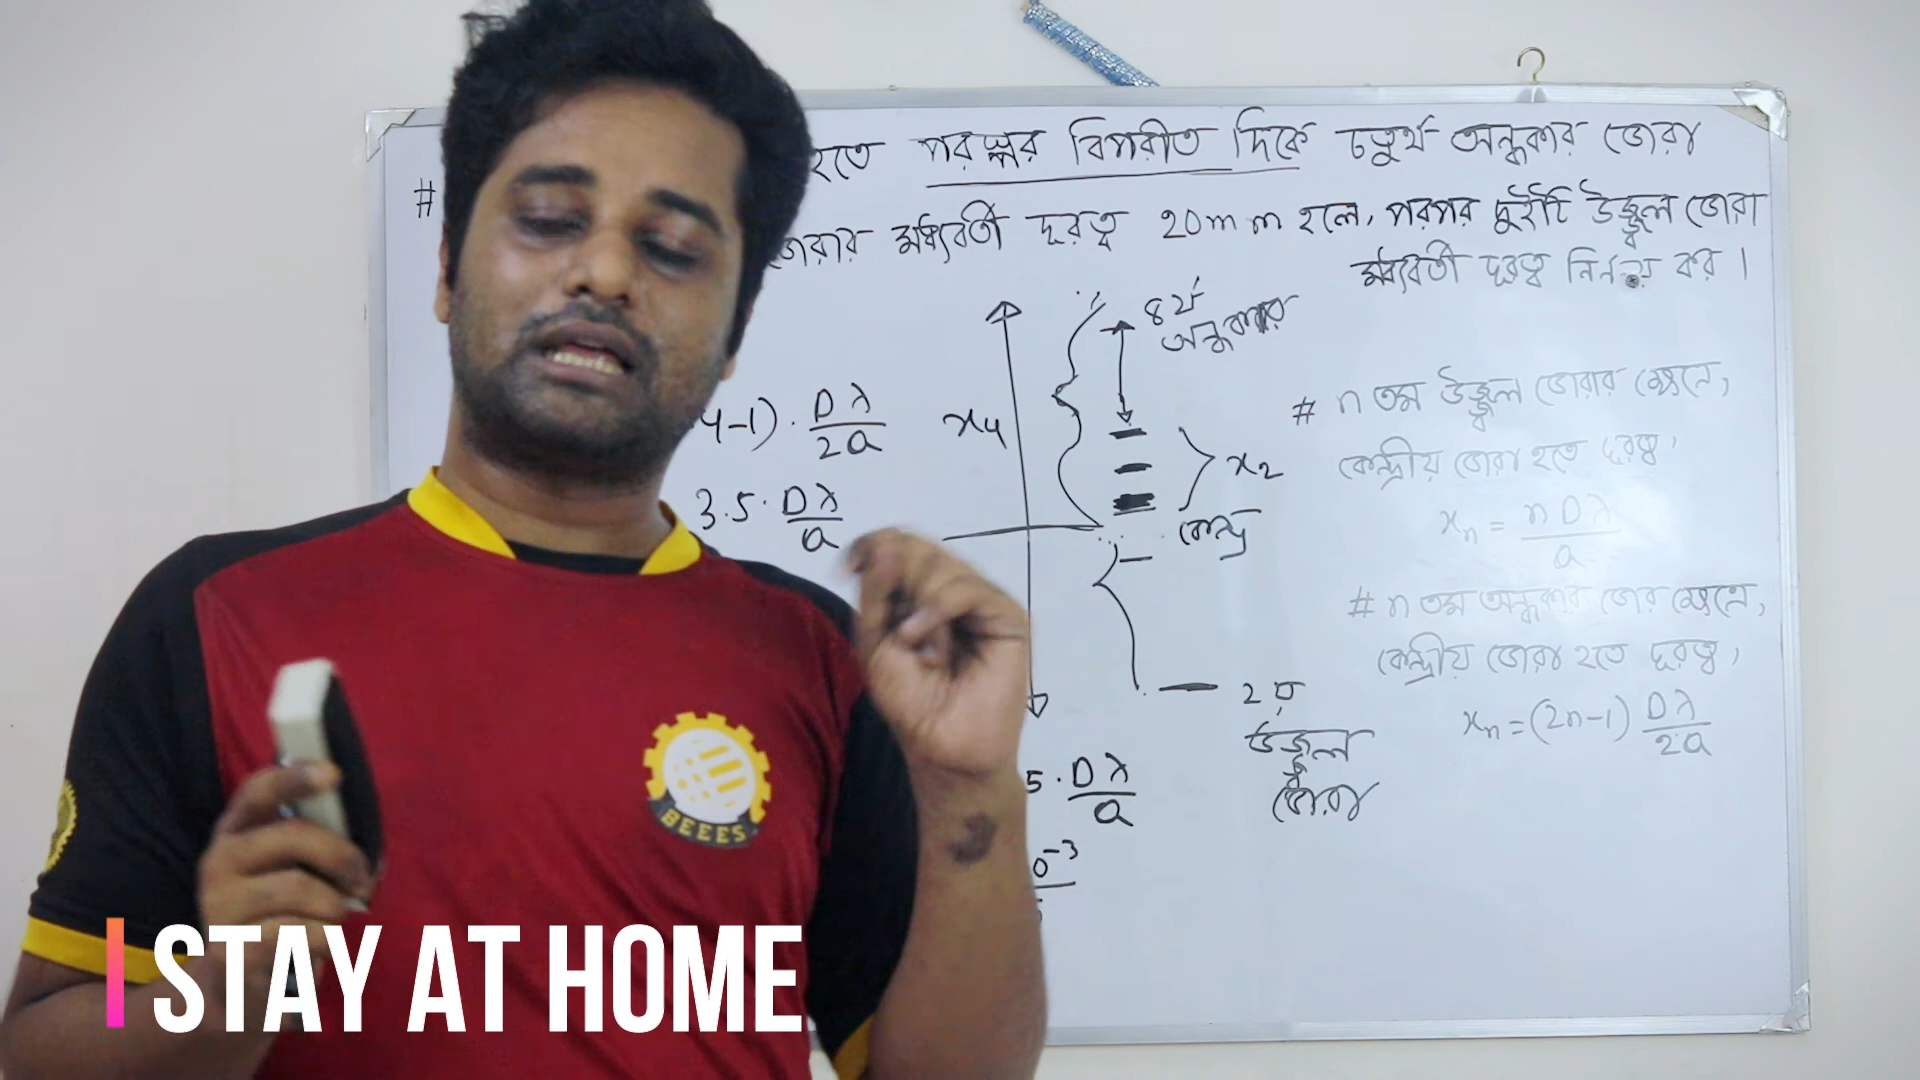 হতে পরস্পর বিপরীত দিকে চতুর্থ অন্ধকার ডোরা
# ডোরার মধ্যবর্তী দূরত্ব 20mm হলে, পরপর দুইটি উজ্জ্বল ডোরা
মধ্যবর্তী দূরত্ব নির্ণয় কর।
4-1) · Dλ/2a
3.5 · Dλ/a
x₄
৪র্থ
অন্ধকার
x₂
কেন্দ্র
2য়
উজ্জ্বল
ডোরা
5 · Dλ/a
0⁻³
# n তম উজ্জ্বল ডোরার ক্ষেত্রে,
কেন্দ্রীয় ডোরা হতে দূরত্ব,
xₙ = nDλ/a
# n তম অন্ধকার ডোর ক্ষেত্রে,
কেন্দ্রীয় ডোরা হতে দূরত্ব,
xₙ = (2n-1) Dλ/2a
BEEES
STAY AT HOME